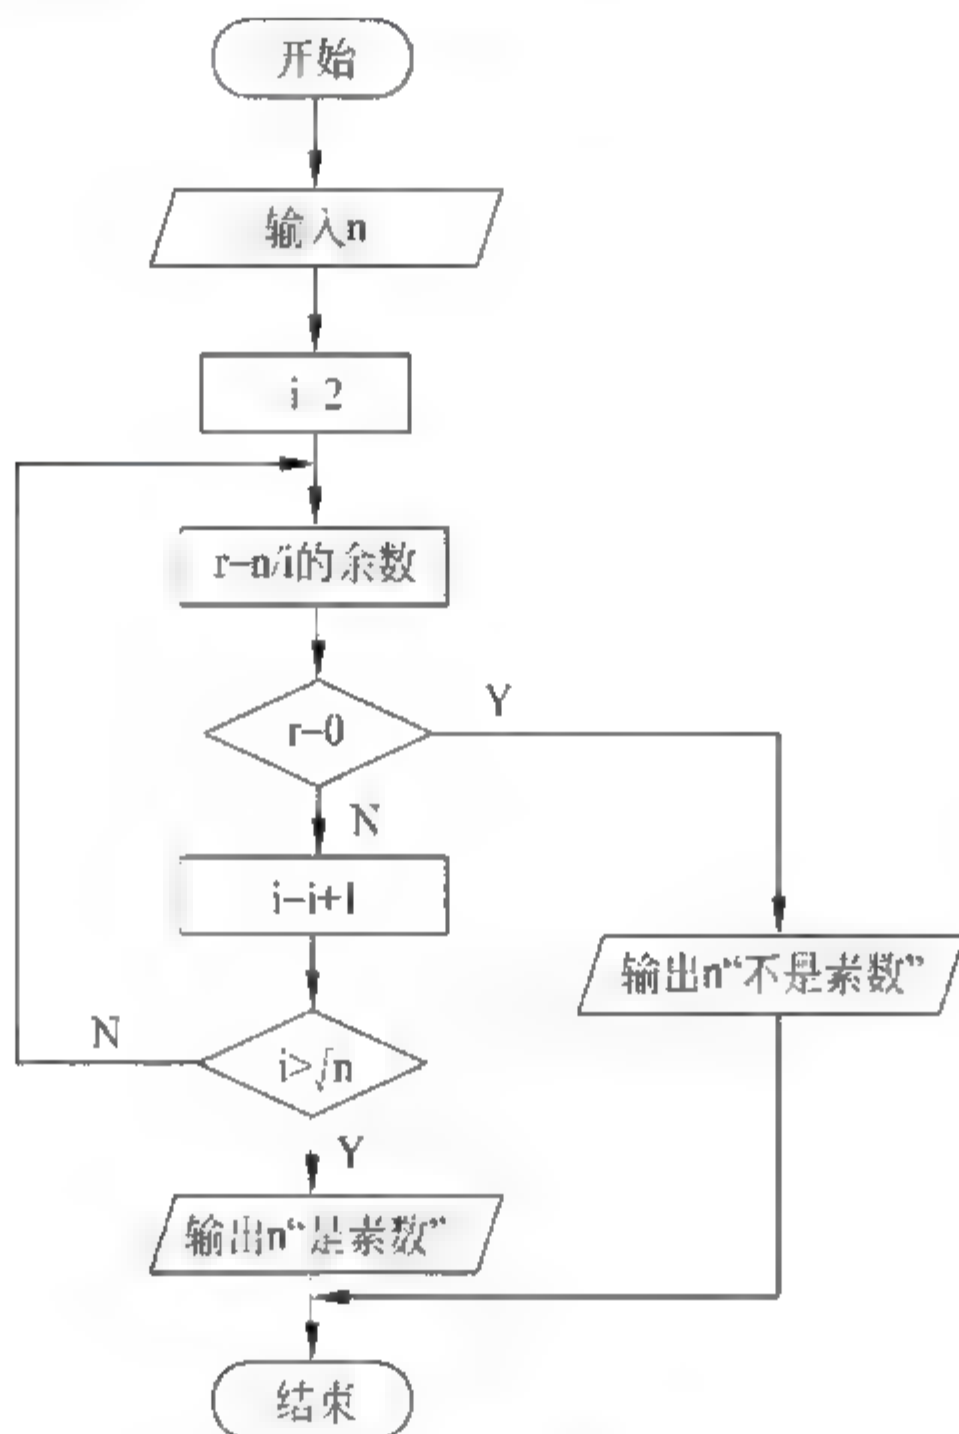 开始
输入n
i=2
r=n/i的余数
r=0
Y
N
i=i+1
输出n“不是素数”
N
i>√n
Y
输出n“是素数”
结束